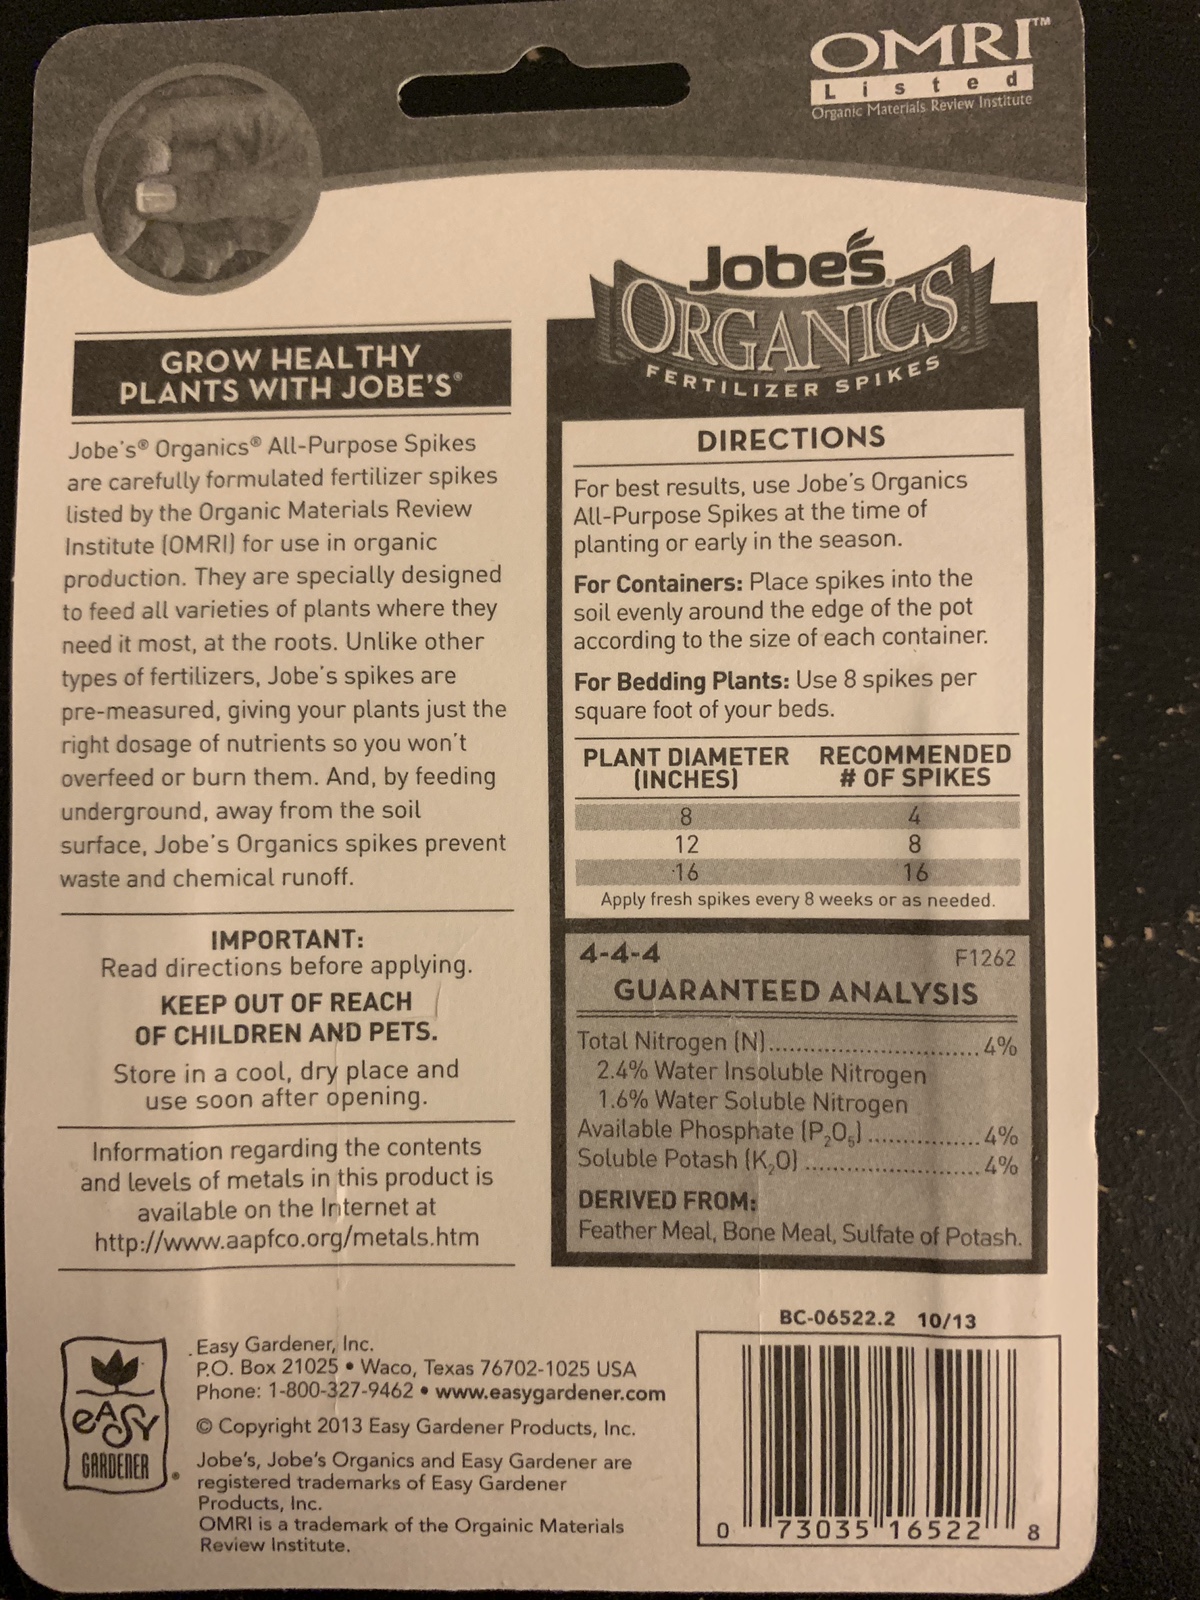 OMRI™
Listed
Organic Materials Review Institute
GROW HEALTHY
PLANTS WITH JOBE'S®
Jobe's® Organics® All-Purpose Spikes
are carefully formulated fertilizer spikes
listed by the Organic Materials Review
Institute (OMRI) for use in organic
production. They are specially designed
to feed all varieties of plants where they
need it most, at the roots. Unlike other
types of fertilizers, Jobe's spikes are
pre-measured, giving your plants just the
right dosage of nutrients so you won't
overfeed or burn them. And, by feeding
underground, away from the soil
surface, Jobe's Organics spikes prevent
waste and chemical runoff.
IMPORTANT:
Read directions before applying.
KEEP OUT OF REACH
OF CHILDREN AND PETS.
Store in a cool, dry place and
use soon after opening.
Information regarding the contents
and levels of metals in this product is
available on the Internet at
http://www.aapfco.org/metals.htm
Jobe's®
ORGANICS®
FERTILIZER SPIKES
DIRECTIONS
For best results, use Jobe's Organics
All-Purpose Spikes at the time of
planting or early in the season.
For Containers: Place spikes into the
soil evenly around the edge of the pot
according to the size of each container.
For Bedding Plants: Use 8 spikes per
square foot of your beds.
PLANT DIAMETER RECOMMENDED
(INCHES) # OF SPIKES
8 4
12 8
16 16
Apply fresh spikes every 8 weeks or as needed.
4-4-4 F1262
GUARANTEED ANALYSIS
Total Nitrogen (N)..............................4%
2.4% Water Insoluble Nitrogen
1.6% Water Soluble Nitrogen
Available Phosphate (P₂O₅)................4%
Soluble Potash (K₂O).........................4%
DERIVED FROM:
Feather Meal, Bone Meal, Sulfate of Potash.
eASy
GARDENER®
Easy Gardener, Inc.
P.O. Box 21025 • Waco, Texas 76702-1025 USA
Phone: 1-800-327-9462 • www.easygardener.com
© Copyright 2013 Easy Gardener Products, Inc.
Jobe's, Jobe's Organics and Easy Gardener are
registered trademarks of Easy Gardener
Products, Inc.
OMRI is a trademark of the Orgainic Materials
Review Institute.
BC-06522.2 10/13
0 73035 16522 8